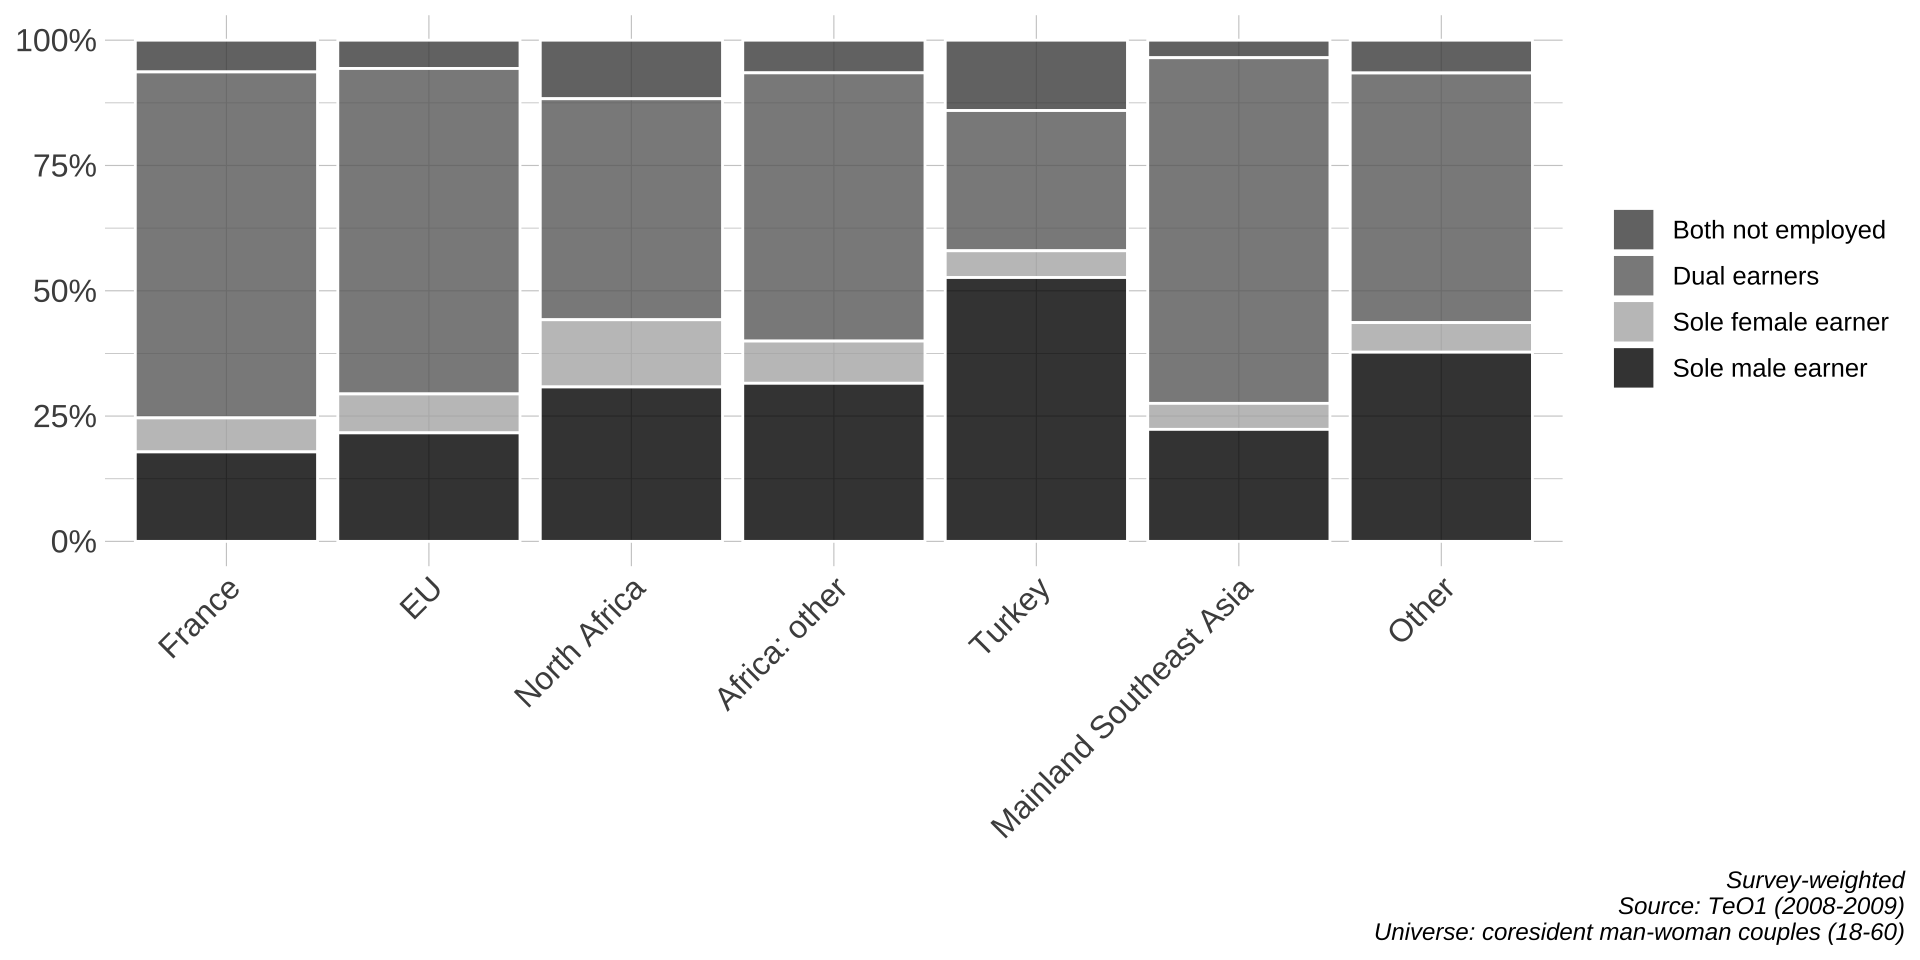 100%
75%
50%
25%
0%
France
EU
North Africa
Africa: other
Turkey
Mainland Southeast Asia
Other
Both not employed
Dual earners
Sole female earner
Sole male earner
Survey-weighted
Source: TeO1 (2008-2009)
Universe: coresident man-woman couples (18-60)